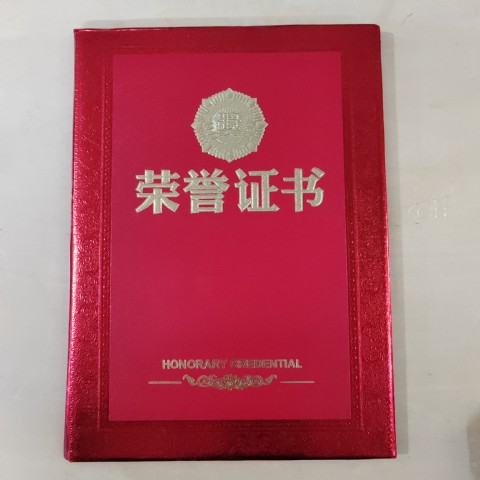 荣誉证书
HONORARY CREDENTIAL